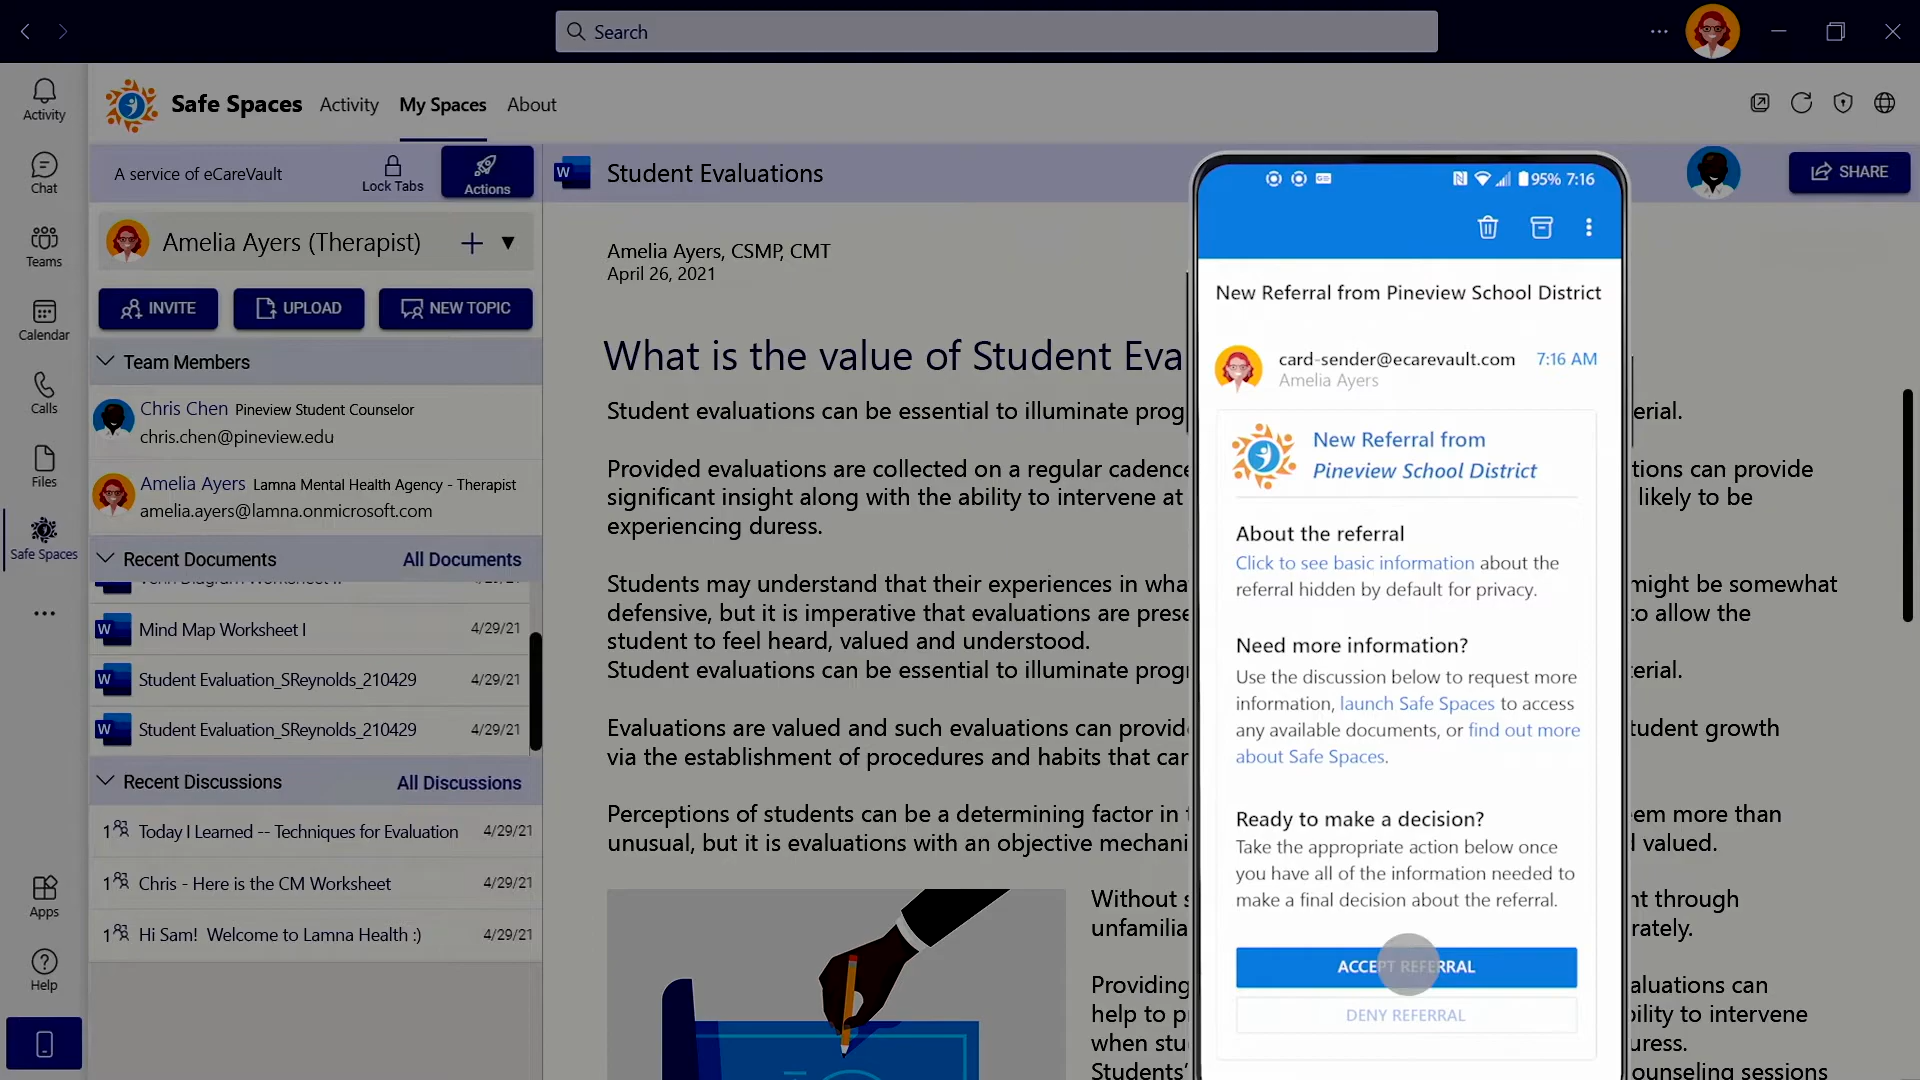 Search
Activity
Chat
Teams
Calendar
Calls
Files
Safe Spaces
Apps
Help
Safe Spaces
Activity
My Spaces
About
A service of eCareVault
Lock Tabs
Actions
Amelia Ayers (Therapist)
INVITE
UPLOAD
NEW TOPIC
Team Members
Chris Chen Pineview Student Counselor
chris.chen@pineview.edu
Amelia Ayers Lamna Mental Health Agency - Therapist
amelia.ayers@lamna.onmicrosoft.com
Recent Documents All Documents
Mind Map Worksheet I 4/29/21
Student Evaluation_SReynolds_210429 4/29/21
Student Evaluation_SReynolds_210429 4/29/21
Recent Discussions All Discussions
1 Today I Learned -- Techniques for Evaluation 4/29/21
1 Chris - Here is the CM Worksheet 4/29/21
1 Hi Sam! Welcome to Lamna Health :) 4/29/21
W Student Evaluations
SHARE
Amelia Ayers, CSMP, CMT
April 26, 2021
What is the value of Student Eva
Student evaluations can be essential to illuminate prog erial.
Provided evaluations are collected on a regular cadence tions can provide
significant insight along with the ability to intervene at likely to be
experiencing duress.
Students may understand that their experiences in wha might be somewhat
defensive, but it is imperative that evaluations are prese to allow the
student to feel heard, valued and understood.
Student evaluations can be essential to illuminate progr erial.
Evaluations are valued and such evaluations can provid tudent growth
via the establishment of procedures and habits that car
Perceptions of students can be a determining factor in t em more than
unusual, but it is evaluations with an objective mechani d valued.
Without s nt through
unfamilia rately.
Providing aluations can
help to p bility to intervene
when stu uress.
Students' ounseling sessions
95% 7:16
New Referral from Pineview School District
card-sender@ecarevault.com 7:16 AM
Amelia Ayers
New Referral from
Pineview School District
About the referral
Click to see basic information about the
referral hidden by default for privacy.
Need more information?
Use the discussion below to request more
information, launch Safe Spaces to access
any available documents, or find out more
about Safe Spaces.
Ready to make a decision?
Take the appropriate action below once
you have all of the information needed to
make a final decision about the referral.
ACCEPT REFERRAL
DENY REFERRAL